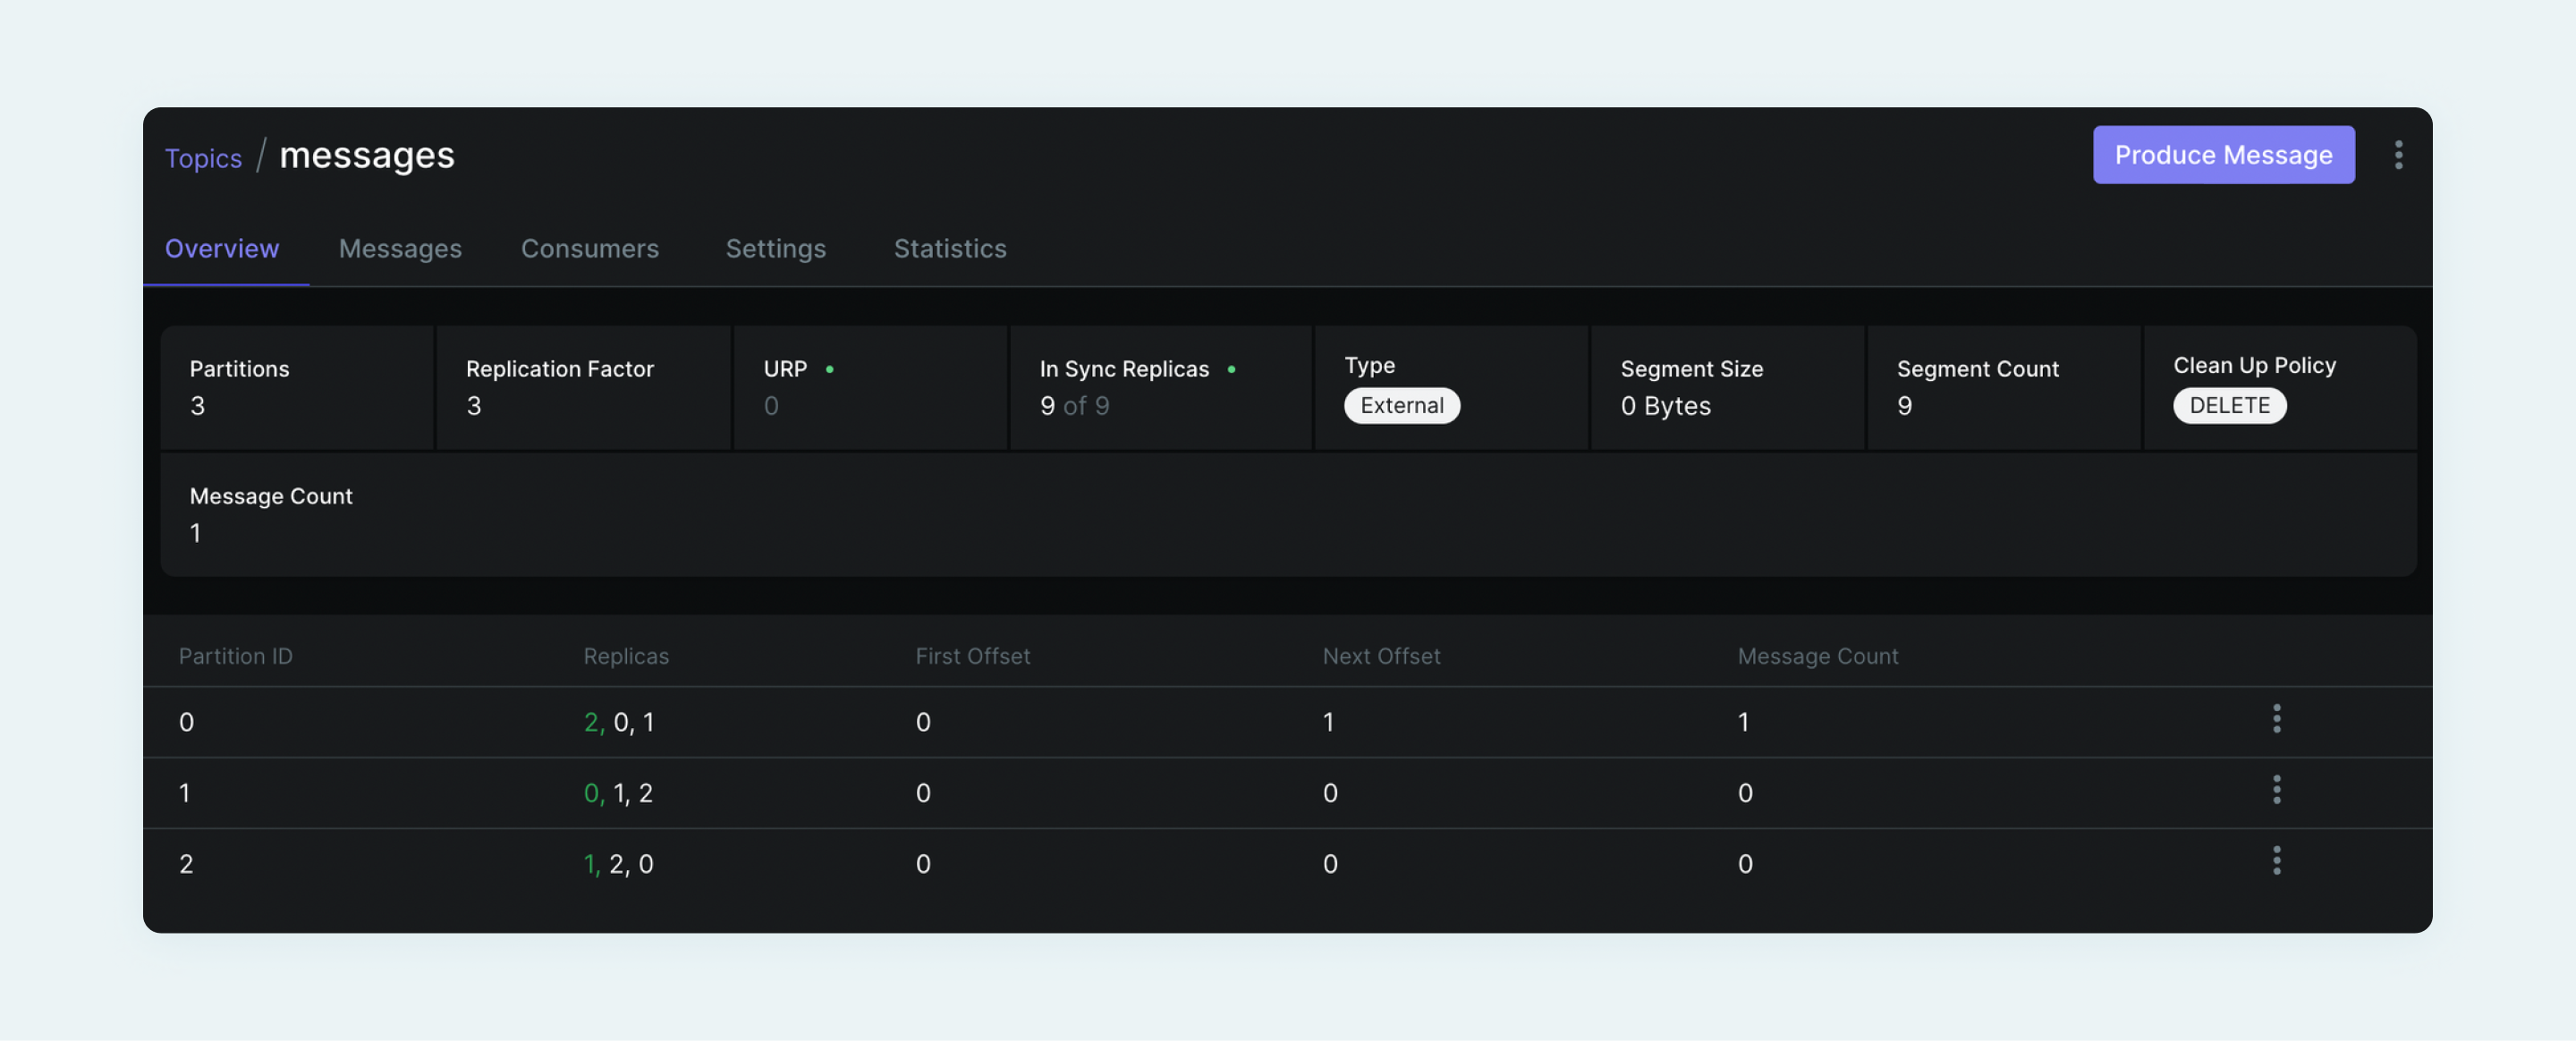 Topics / messages
Produce Message
Overview Messages Consumers Settings Statistics
Partitions Replication Factor URP In Sync Replicas Type Segment Size Segment Count Clean Up Policy
3 3 0 9 of 9 External 0 Bytes 9 DELETE
Message Count
1
Partition ID Replicas First Offset Next Offset Message Count
0 2, 0, 1 0 1 1
1 0, 1, 2 0 0 0
2 1, 2, 0 0 0 0